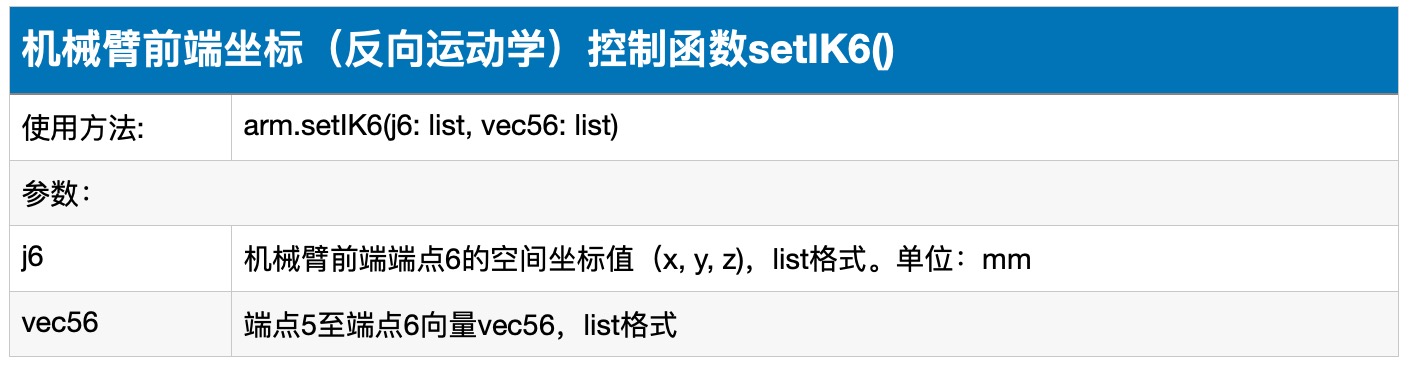 机械臂前端坐标（反向运动学）控制函数setIK6()
使用方法: arm.setIK6(j6: list, vec56: list)
参数：
j6 机械臂前端端点6的空间坐标值（x, y, z)，list格式。单位：mm
vec56 端点5至端点6向量vec56，list格式